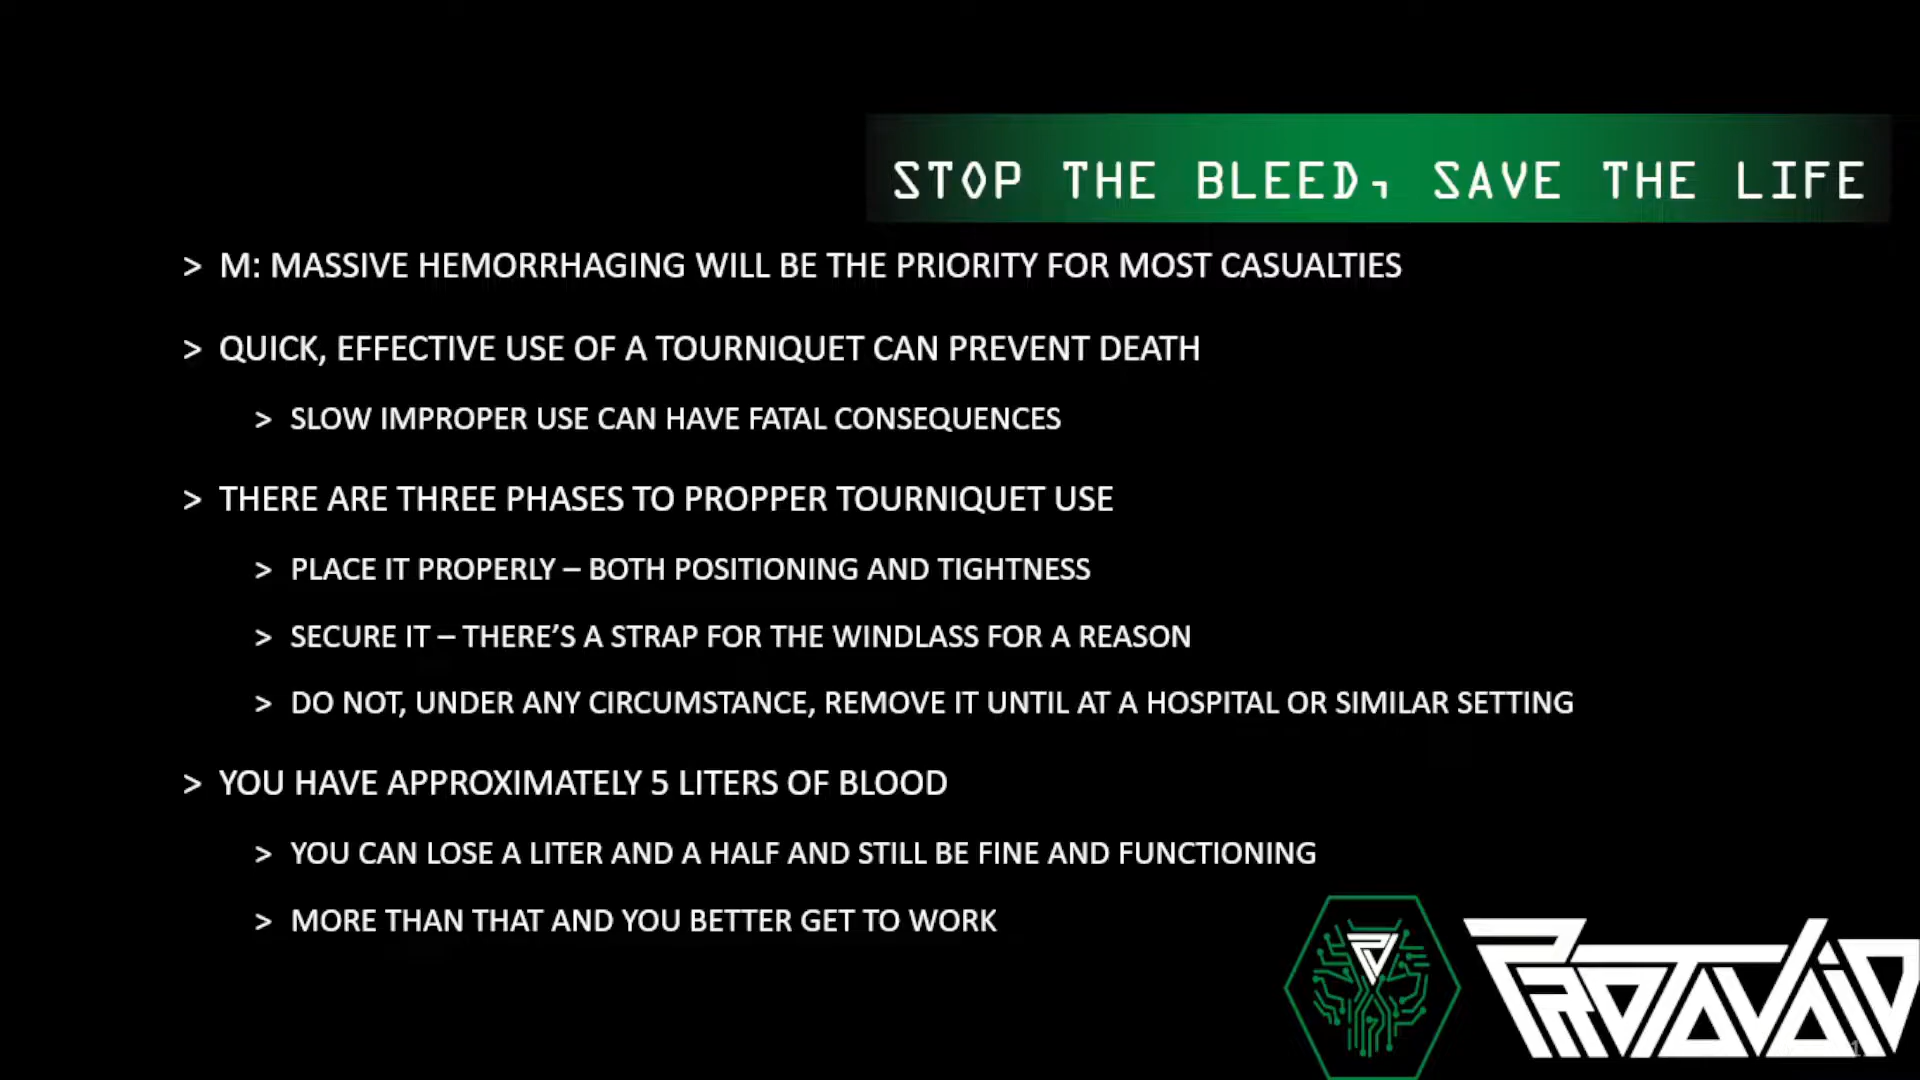 STOP THE BLEED, SAVE THE LIFE
> M: MASSIVE HEMORRHAGING WILL BE THE PRIORITY FOR MOST CASUALTIES
> QUICK, EFFECTIVE USE OF A TOURNIQUET CAN PREVENT DEATH
> SLOW IMPROPER USE CAN HAVE FATAL CONSEQUENCES
> THERE ARE THREE PHASES TO PROPPER TOURNIQUET USE
> PLACE IT PROPERLY – BOTH POSITIONING AND TIGHTNESS
> SECURE IT – THERE’S A STRAP FOR THE WINDLASS FOR A REASON
> DO NOT, UNDER ANY CIRCUMSTANCE, REMOVE IT UNTIL AT A HOSPITAL OR SIMILAR SETTING
> YOU HAVE APPROXIMATELY 5 LITERS OF BLOOD
> YOU CAN LOSE A LITER AND A HALF AND STILL BE FINE AND FUNCTIONING
> MORE THAN THAT AND YOU BETTER GET TO WORK
PROTOVOID